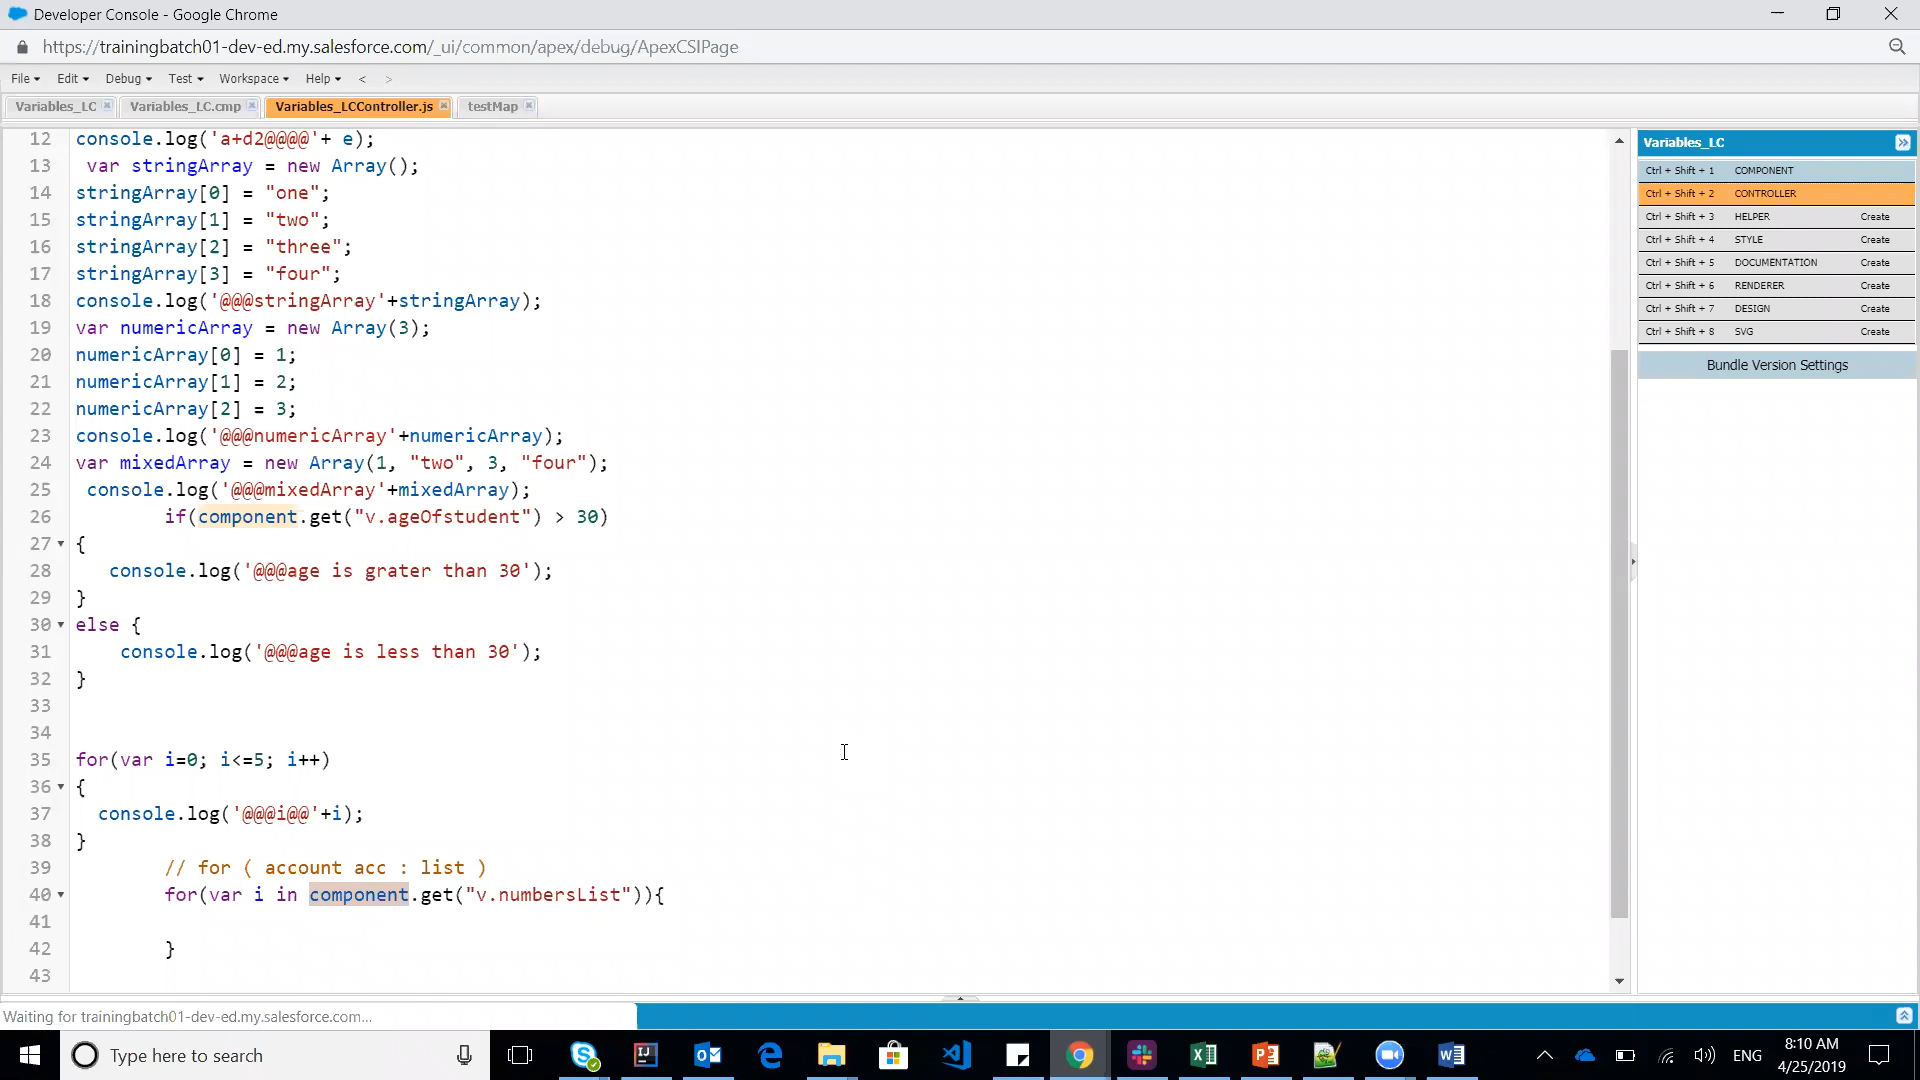 Developer Console - Google Chrome
https://trainingbatch01-dev-ed.my.salesforce.com/_ui/common/apex/debug/ApexCSIPage
File Edit Debug Test Workspace Help < >
Variables_LC Variables_LC.cmp Variables_LCController.js testMap
12 console.log('a+d2@@@@'+ e);
13 var stringArray = new Array();
14 stringArray[0] = "one";
15 stringArray[1] = "two";
16 stringArray[2] = "three";
17 stringArray[3] = "four";
18 console.log('@@@stringArray'+stringArray);
19 var numericArray = new Array(3);
20 numericArray[0] = 1;
21 numericArray[1] = 2;
22 numericArray[2] = 3;
23 console.log('@@@numericArray'+numericArray);
24 var mixedArray = new Array(1, "two", 3, "four");
25 console.log('@@@mixedArray'+mixedArray);
26 if(component.get("v.ageOfstudent") > 30)
27 {
28 console.log('@@@age is grater than 30');
29 }
30 else {
31 console.log('@@@age is less than 30');
32 }
33
34
35 for(var i=0; i<=5; i++)
36 {
37 console.log('@@@i@@'+i);
38 }
39 // for ( account acc : list )
40 for(var i in component.get("v.numbersList")){
41
42 }
43
Variables_LC
Ctrl + Shift + 1 COMPONENT
Ctrl + Shift + 2 CONTROLLER
Ctrl + Shift + 3 HELPER Create
Ctrl + Shift + 4 STYLE Create
Ctrl + Shift + 5 DOCUMENTATION Create
Ctrl + Shift + 6 RENDERER Create
Ctrl + Shift + 7 DESIGN Create
Ctrl + Shift + 8 SVG Create
Bundle Version Settings
Waiting for trainingbatch01-dev-ed.my.salesforce.com...
Type here to search
ENG
8:10 AM
4/25/2019